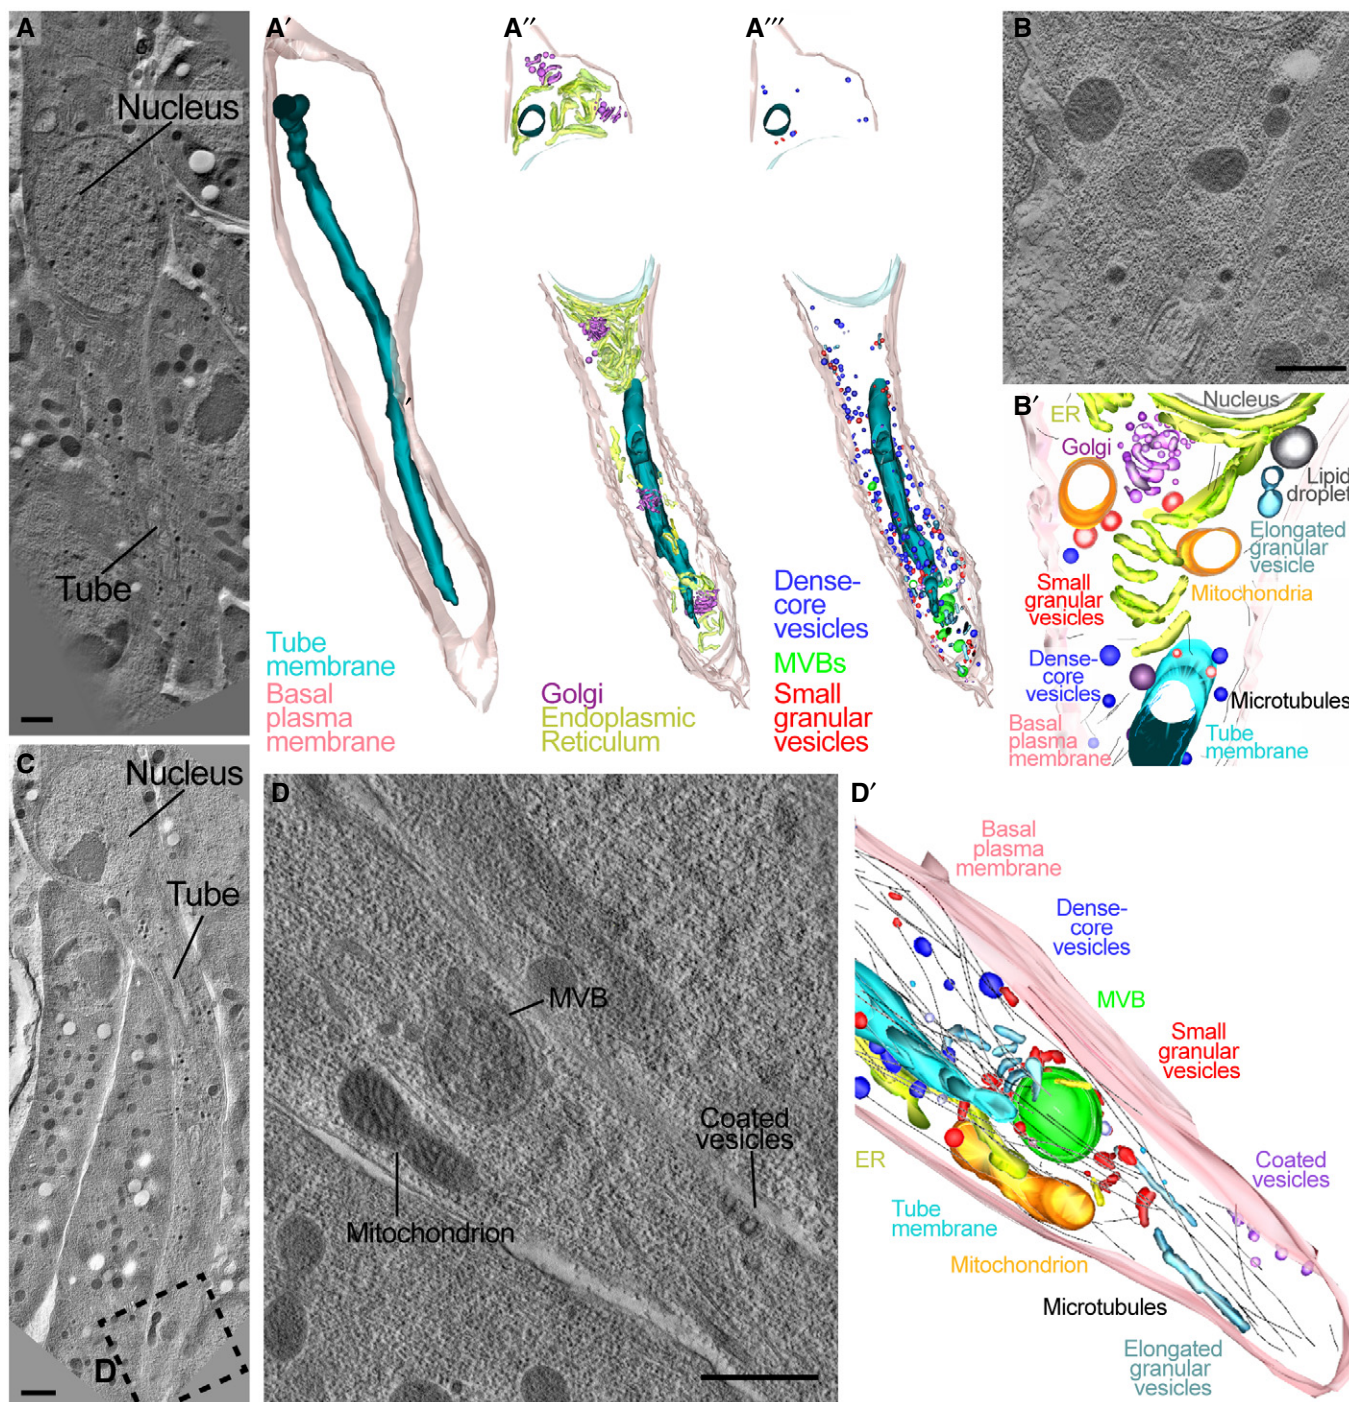 A
Nucleus
Tube
A′
Tube
membrane
Basal
plasma
membrane
A′′
Golgi
Endoplasmic
Reticulum
A′′′
Dense-
core
vesicles
MVBs
Small
granular
vesicles
B
B′
Nucleus
ER
Golgi
Lipid
droplet
Elongated
granular
vesicle
Mitochondria
Small
granular
vesicles
Dense-
core
vesicles
Microtubules
Basal
plasma
membrane
Tube
membrane
C
Nucleus
Tube
D
D
MVB
Coated
vesicles
Mitochondrion
D′
Basal
plasma
membrane
Dense-
core
vesicles
MVB
Small
granular
vesicles
ER
Coated
vesicles
Tube
membrane
Mitochondrion
Microtubules
Elongated
granular
vesicles